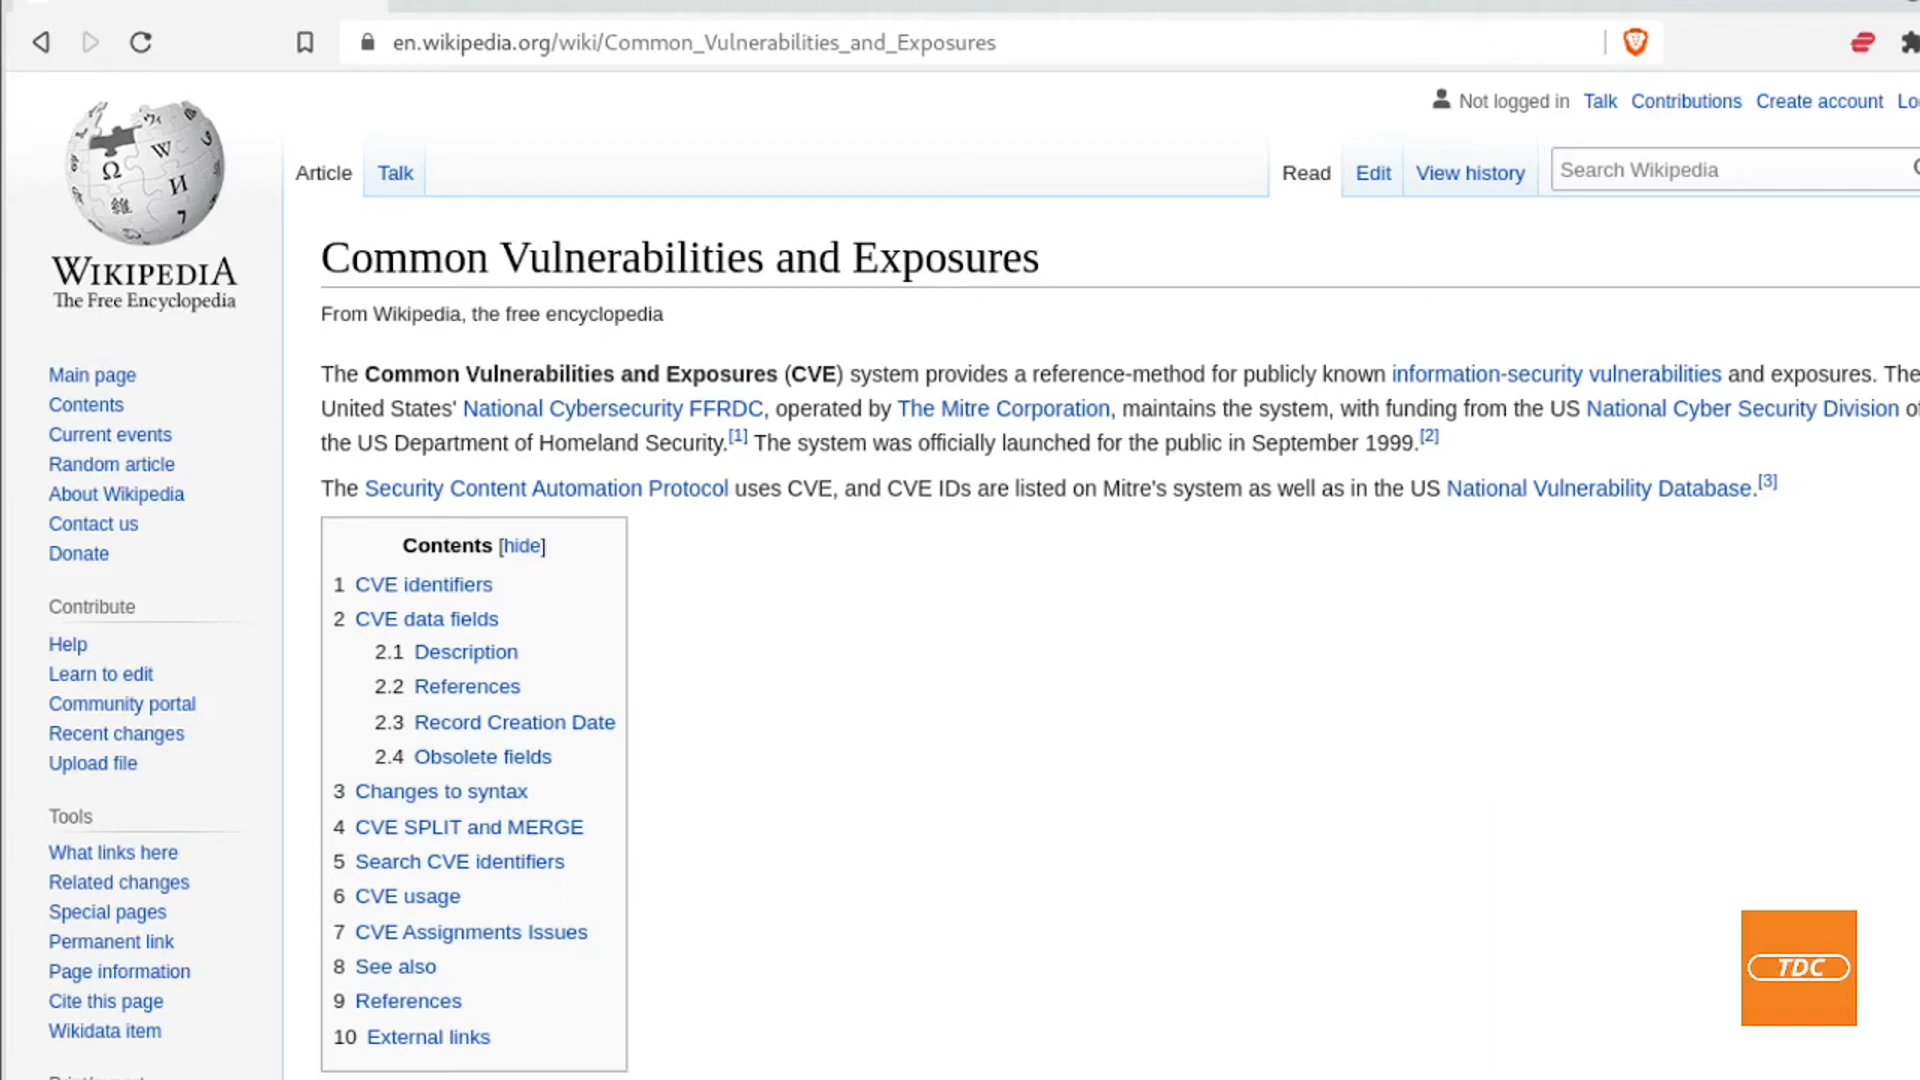 en.wikipedia.org/wiki/Common_Vulnerabilities_and_Exposures
Not logged in Talk Contributions Create account Lo
Article Talk Read Edit View history Search Wikipedia
WIKIPEDIA
The Free Encyclopedia
Common Vulnerabilities and Exposures
From Wikipedia, the free encyclopedia
The Common Vulnerabilities and Exposures (CVE) system provides a reference-method for publicly known information-security vulnerabilities and exposures. The
United States' National Cybersecurity FFRDC, operated by The Mitre Corporation, maintains the system, with funding from the US National Cyber Security Division of
the US Department of Homeland Security.[1] The system was officially launched for the public in September 1999.[2]
The Security Content Automation Protocol uses CVE, and CVE IDs are listed on Mitre's system as well as in the US National Vulnerability Database.[3]
Contents [hide]
1 CVE identifiers
2 CVE data fields
2.1 Description
2.2 References
2.3 Record Creation Date
2.4 Obsolete fields
3 Changes to syntax
4 CVE SPLIT and MERGE
5 Search CVE identifiers
6 CVE usage
7 CVE Assignments Issues
8 See also
9 References
10 External links
Main page
Contents
Current events
Random article
About Wikipedia
Contact us
Donate
Contribute
Help
Learn to edit
Community portal
Recent changes
Upload file
Tools
What links here
Related changes
Special pages
Permanent link
Page information
Cite this page
Wikidata item
TDC